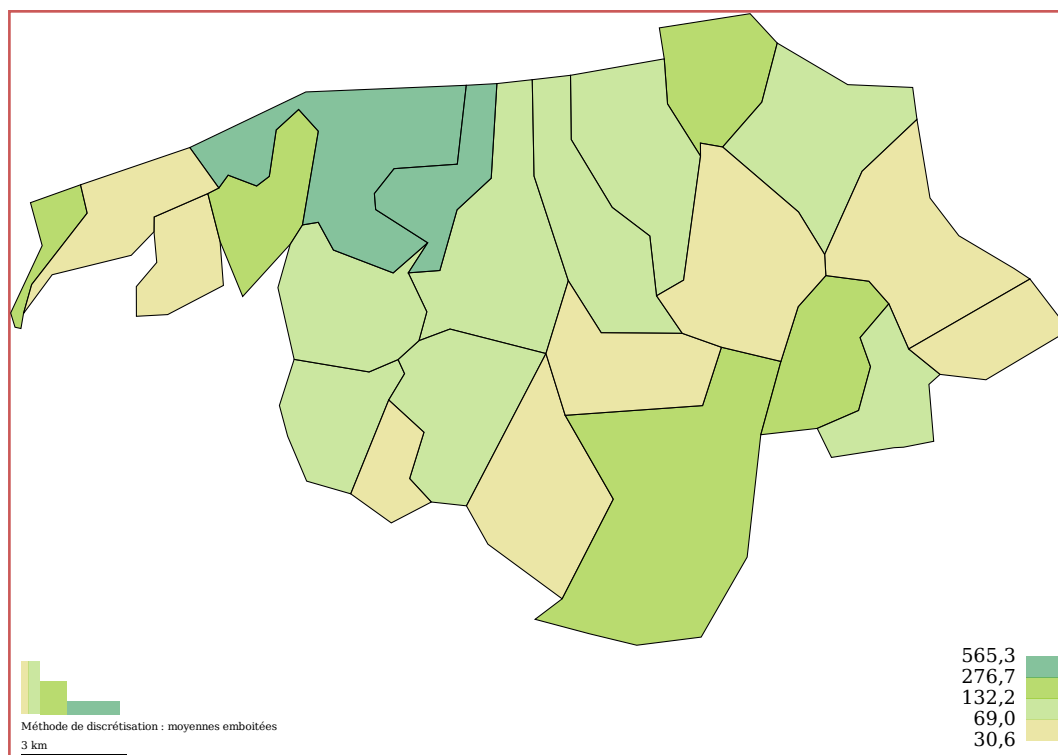 565,3
276,7
132,2
69,0
30,6
Méthode de discrétisation : moyennes emboitées
3 km